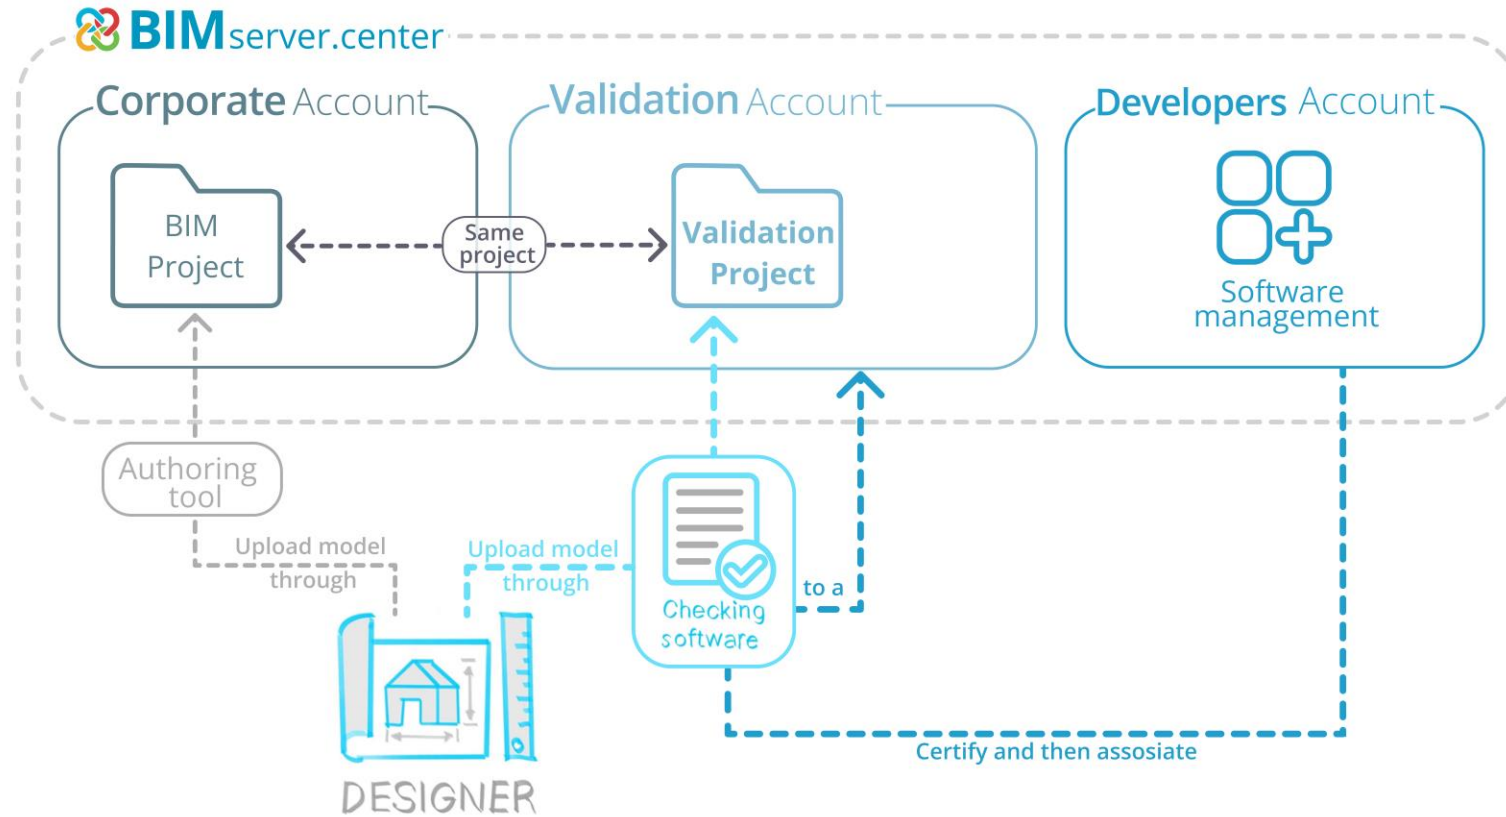 BIMserver.center
Corporate Account
Validation Account
Developers Account
BIM
Project
Same
project
Validation
Project
Software
management
Authoring
tool
Upload model
through
Upload model
through
Checking
software
to a
Certify and then assosiate
DESIGNER